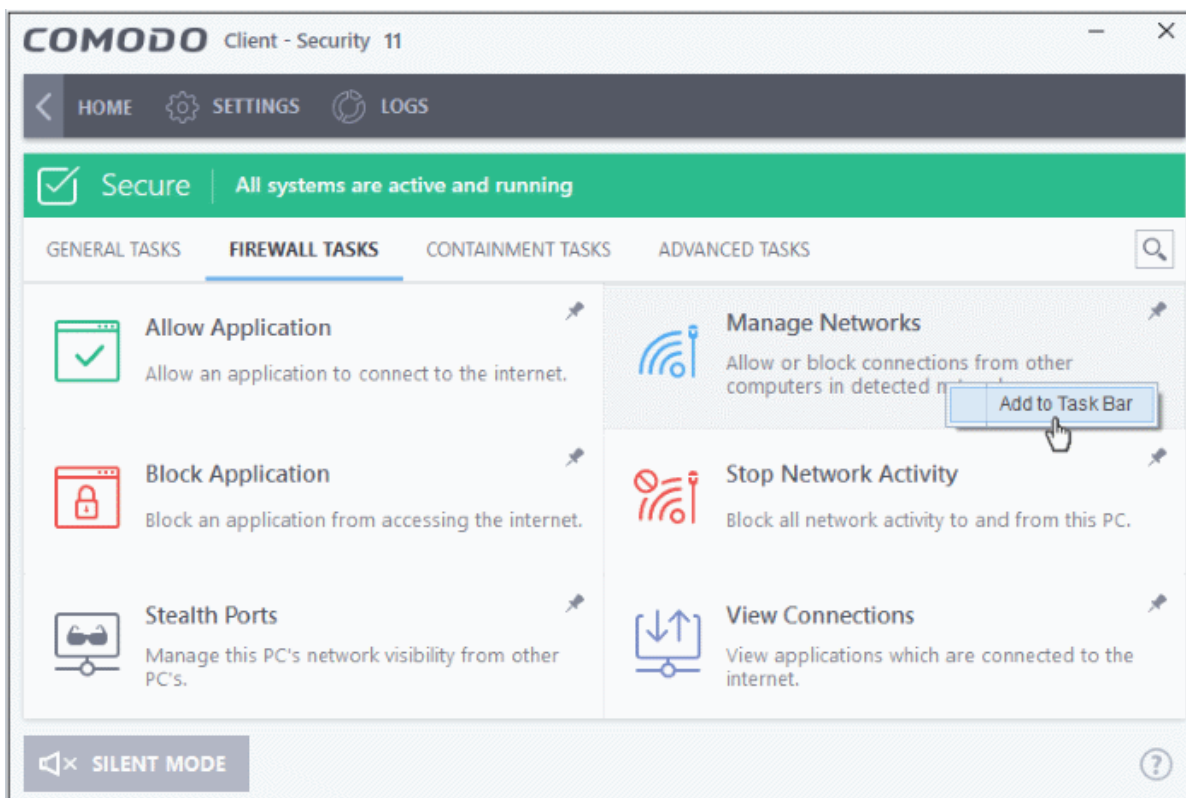 COMODO Client - Security 11
HOME SETTINGS LOGS
Secure All systems are active and running
GENERAL TASKS FIREWALL TASKS CONTAINMENT TASKS ADVANCED TASKS
Allow Application
Allow an application to connect to the internet.
Manage Networks
Allow or block connections from other
computers in detected
Add to Task Bar
Block Application
Block an application from accessing the internet.
Stop Network Activity
Block all network activity to and from this PC.
Stealth Ports
Manage this PC's network visibility from other
PC's.
View Connections
View applications which are connected to the
internet.
SILENT MODE
?